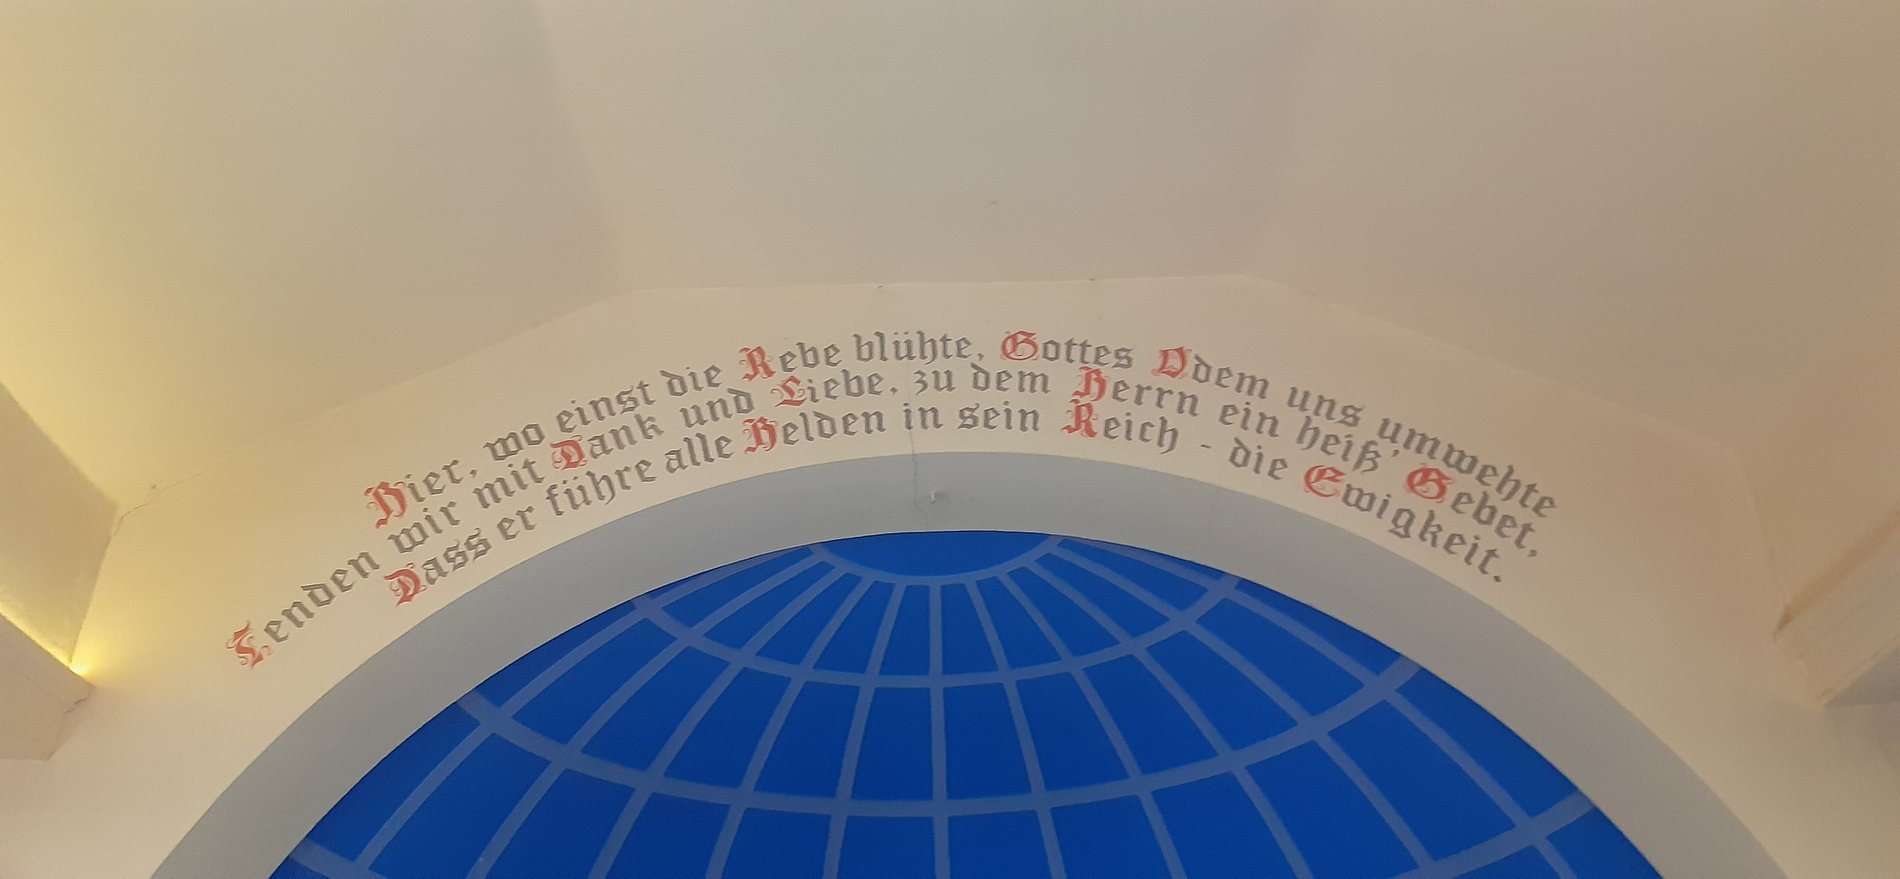 Hier, wo einst die Rebe blühte, Gottes Odem uns umwehte
Senden wir mit Dank und Liebe, zu dem Herrn ein heiß' Gebet,
Dass er führe alle Helden in sein Reich - die Ewigkeit.